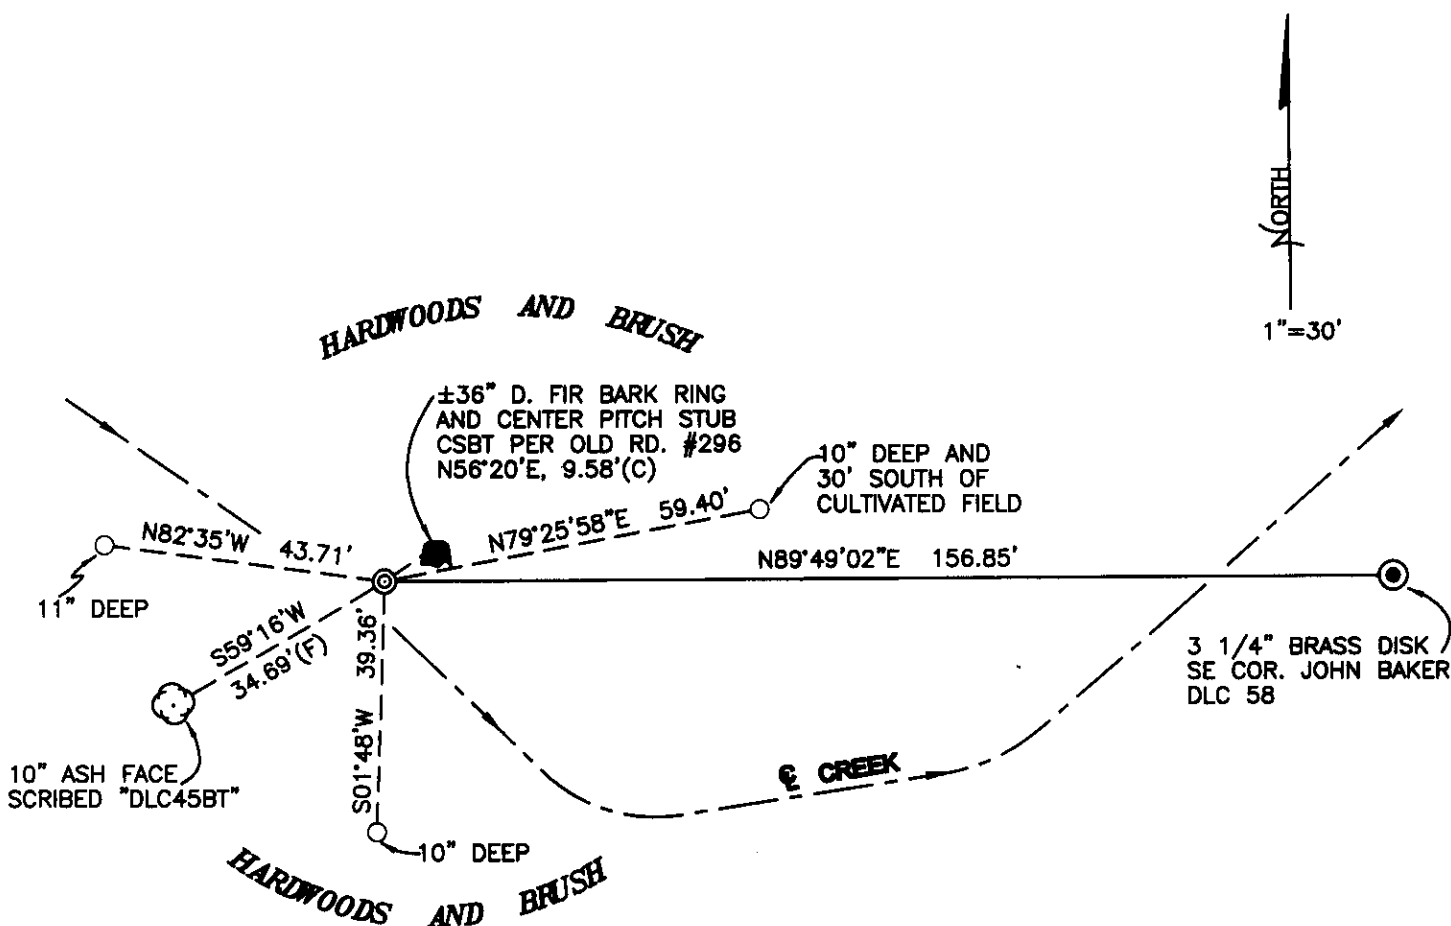 NORTH
1"=30'
HARDWOODS AND BRUSH
±36" D. FIR BARK RING
AND CENTER PITCH STUB
CSBT PER OLD RD. #296
N56°20'E, 9.58'(C)
10" DEEP AND
30' SOUTH OF
CULTIVATED FIELD
N82°35'W 43.71'
N79°25'58"E 59.40'
N89°49'02"E 156.85'
11" DEEP
S59°16'W
34.69'(F)
S01°48'W 39.36'
3 1/4" BRASS DISK
SE COR. JOHN BAKER
DLC 58
10" ASH FACE
SCRIBED "DLC45BT"
℄ CREEK
10" DEEP
HARDWOODS AND BRUSH